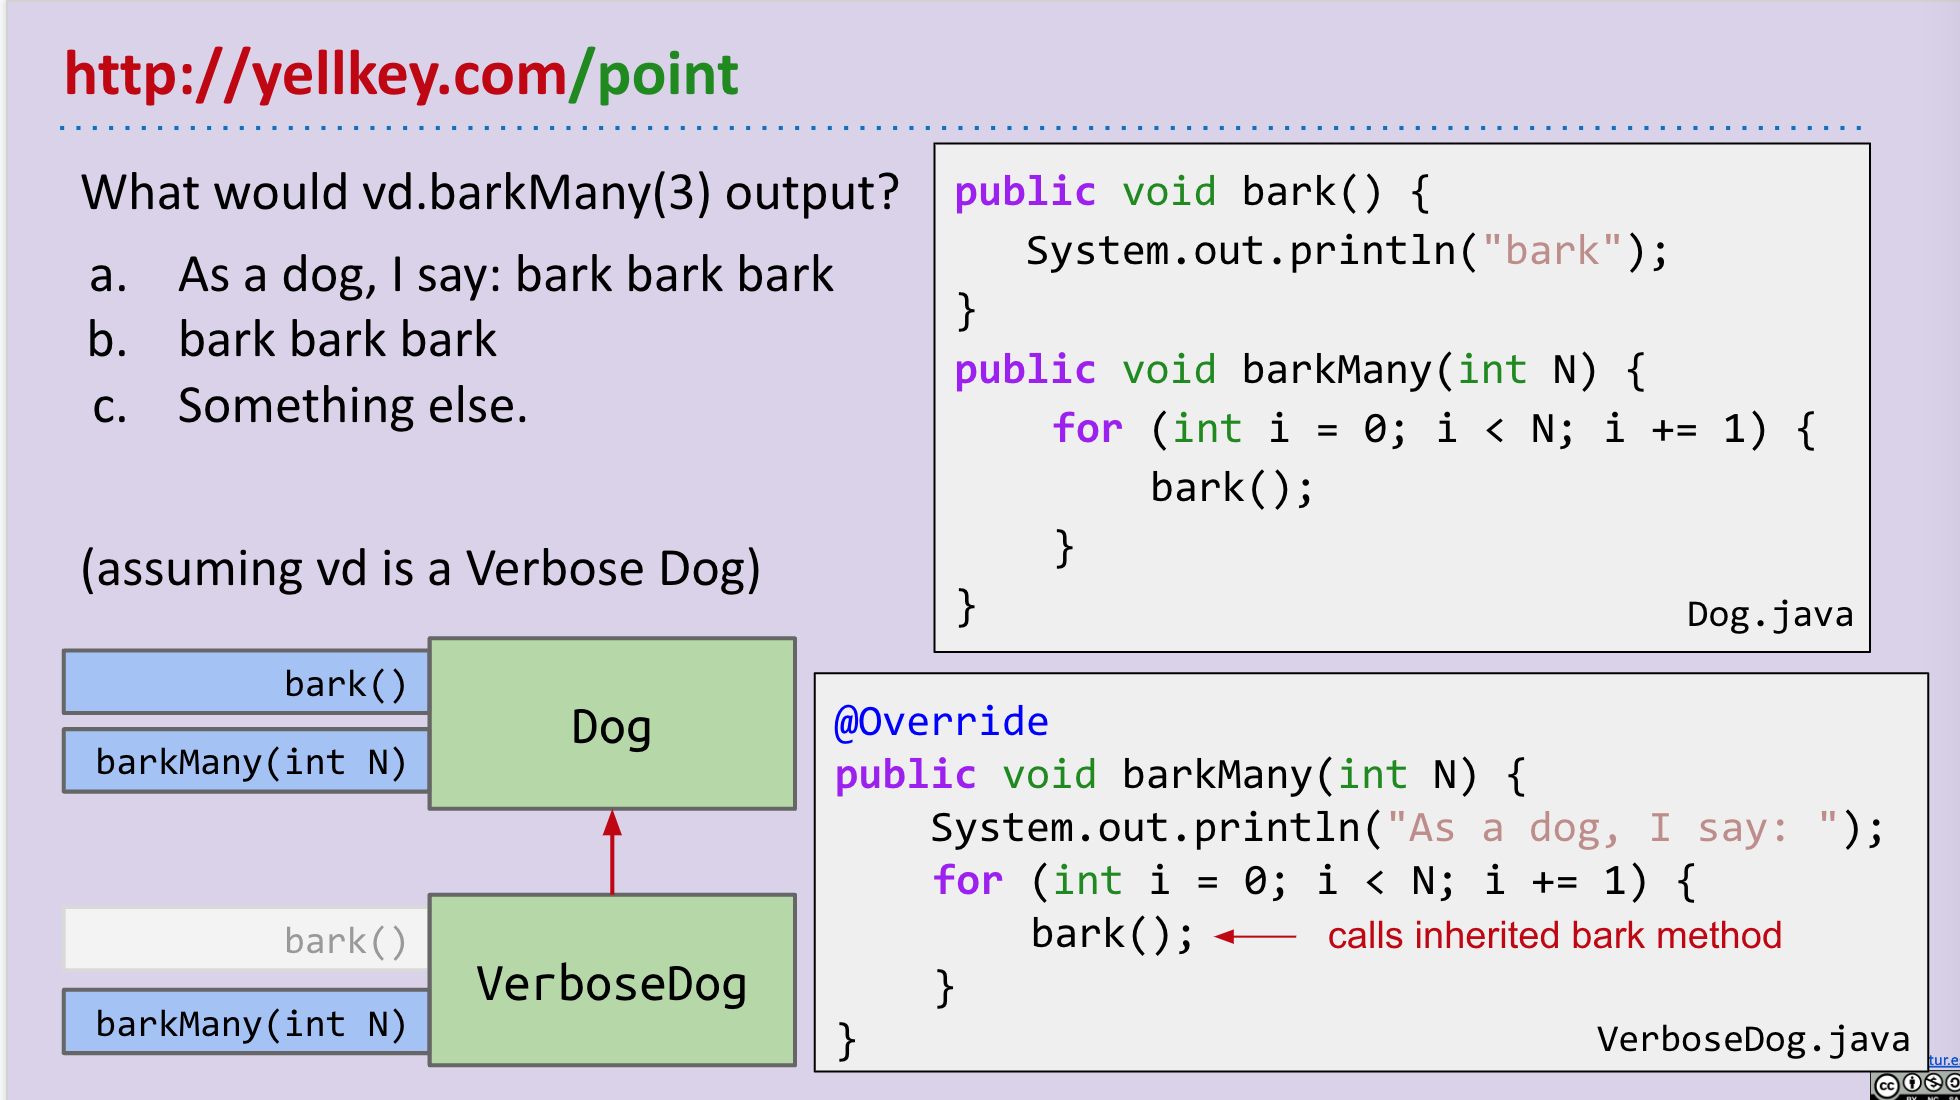 http://yellkey.com/point
What would vd.barkMany(3) output?
a. As a dog, I say: bark bark bark
b. bark bark bark
c. Something else.
(assuming vd is a Verbose Dog)
public void bark() {
System.out.println("bark");
}
public void barkMany(int N) {
for (int i = 0; i < N; i += 1) {
bark();
}
}
Dog.java
bark()
barkMany(int N)
Dog
bark()
barkMany(int N)
VerboseDog
@Override
public void barkMany(int N) {
System.out.println("As a dog, I say: ");
for (int i = 0; i < N; i += 1) {
bark(); calls inherited bark method
}
}
VerboseDog.java
tur.e
cc